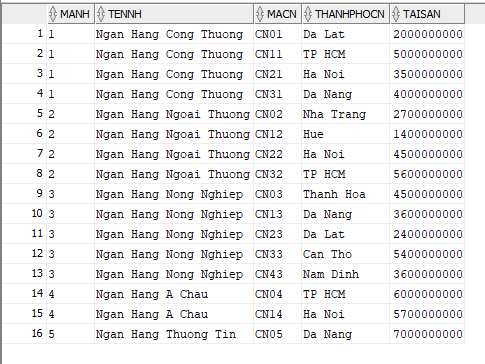 MANH TENNH MACN THANHPHOCN TAISAN
1 1 Ngan Hang Cong Thuong CN01 Da Lat 2000000000
2 1 Ngan Hang Cong Thuong CN11 TP HCM 5000000000
3 1 Ngan Hang Cong Thuong CN21 Ha Noi 3500000000
4 1 Ngan Hang Cong Thuong CN31 Da Nang 4000000000
5 2 Ngan Hang Ngoai Thuong CN02 Nha Trang 2700000000
6 2 Ngan Hang Ngoai Thuong CN12 Hue 1400000000
7 2 Ngan Hang Ngoai Thuong CN22 Ha Noi 4500000000
8 2 Ngan Hang Ngoai Thuong CN32 TP HCM 5600000000
9 3 Ngan Hang Nong Nghiep CN03 Thanh Hoa 4500000000
10 3 Ngan Hang Nong Nghiep CN13 Da Nang 3600000000
11 3 Ngan Hang Nong Nghiep CN23 Da Lat 2400000000
12 3 Ngan Hang Nong Nghiep CN33 Can Tho 5400000000
13 3 Ngan Hang Nong Nghiep CN43 Nam Dinh 3600000000
14 4 Ngan Hang A Chau CN04 TP HCM 6000000000
15 4 Ngan Hang A Chau CN14 Ha Noi 5700000000
16 5 Ngan Hang Thuong Tin CN05 Da Nang 7000000000